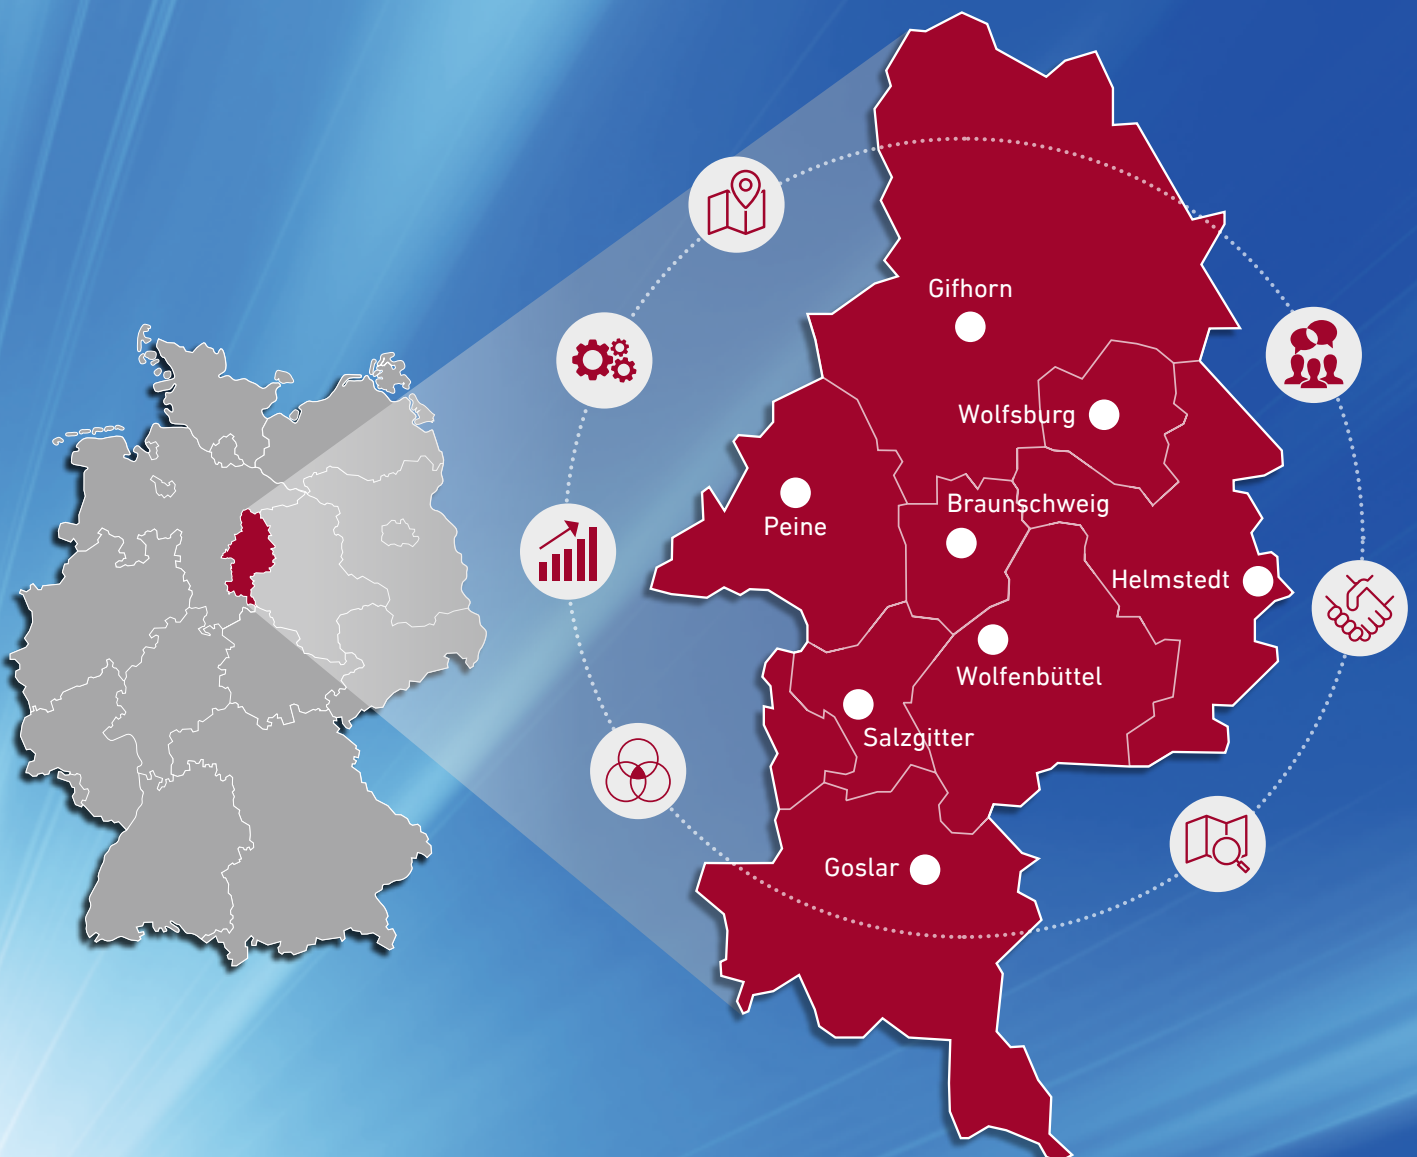 Gifhorn
Wolfsburg
Braunschweig
Peine
Helmstedt
Wolfenbüttel
Salzgitter
Goslar